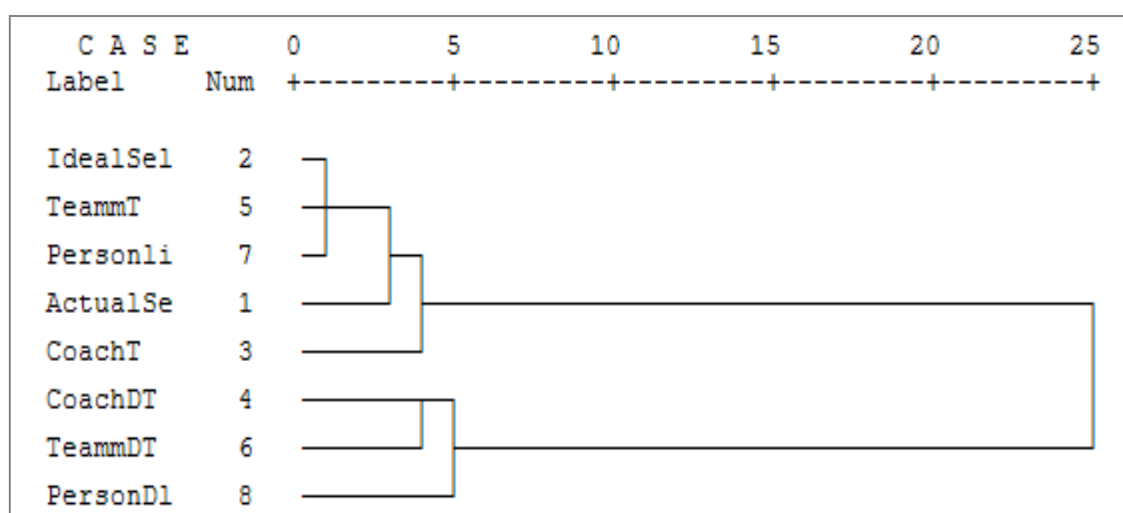 C A S E 0 5 10 15 20 25
Label Num +---------+---------+---------+---------+---------+
IdealSel 2
TeammT 5
Personli 7
ActualSe 1
CoachT 3
CoachDT 4
TeammDT 6
PersonDl 8